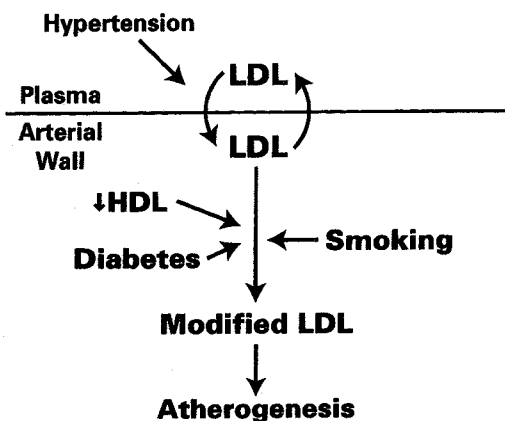 Hypertension
LDL
Plasma
Arterial
Wall
LDL
↓HDL
Smoking
Diabetes
Modified LDL
Atherogenesis